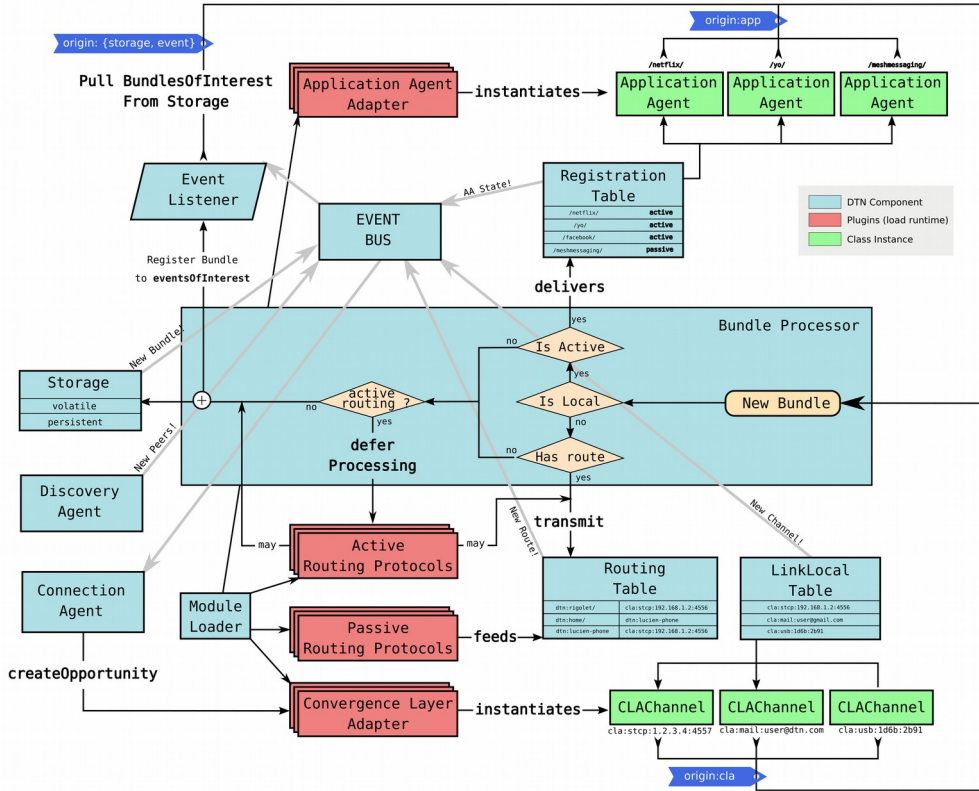 origin: {storage, event}
origin:app
Pull BundlesOfInterest
From Storage
Application Agent
Adapter
instantiates
/netflix/
/yo/
/meshmessaging/
Application
Agent
Application
Agent
Application
Agent
Event
Listener
AA State!
Registration
Table
/netflix/ active
/yo/ active
/facebook/ active
/meshmessaging/ passive
DTN Component
Plugins (load runtime)
Class Instance
EVENT
BUS
Register Bundle
to eventsOfInterest
delivers
yes
Bundle Processor
New Bundle!
no
Is Active
Storage
volatile
persistent
yes
active
routing ?
no
yes
Is Local
no
New Bundle
defer
Processing
no
Has route
yes
New Peers!
Discovery
Agent
New Route!
New Channel!
transmit
may
Active
Routing Protocols
may
Connection
Agent
Module
Loader
Passive
Routing Protocols
feeds
Routing
Table
dtn:rigolet/ cla:stcp:192.168.1.2:4556
dtn:home/ dtn:lucien-phone
dtn:lucien-phone cla:stcp:192.168.1.2:4556
LinkLocal
Table
cla:stcp:192.168.1.2:4556
cla:mail:user@gmail.com
cla:usb:1d6b:2b91
createOpportunity
Convergence Layer
Adapter
instantiates
CLAChannel
CLAChannel
CLAChannel
cla:stcp:1.2.3.4:4557
cla:mail:user@dtn.com
cla:usb:1d6b:2b91
origin:cla